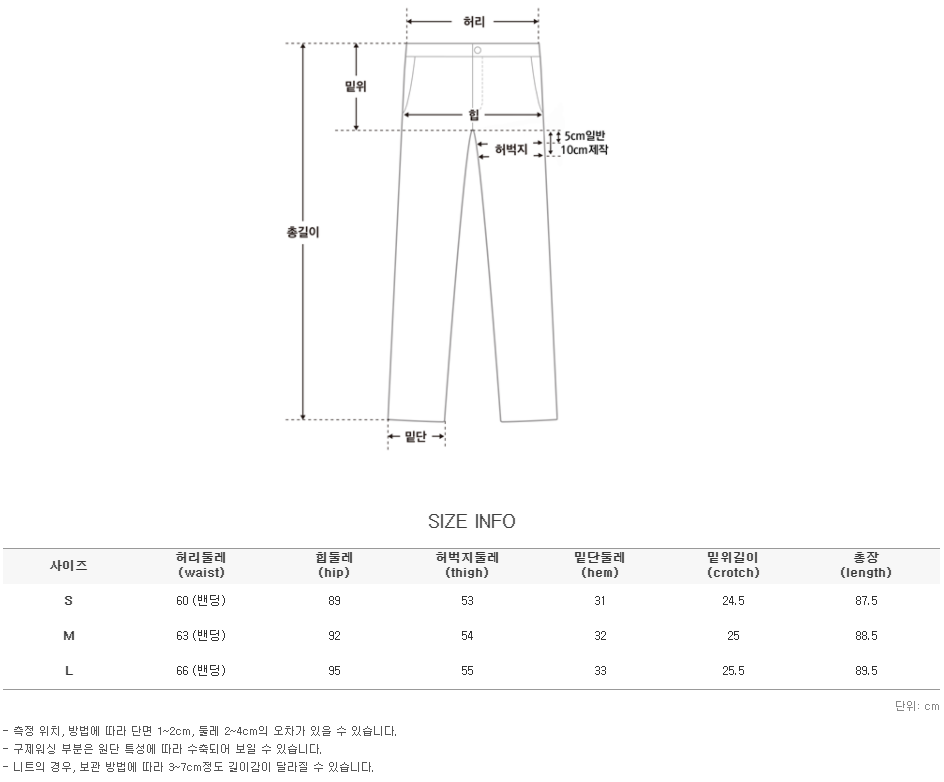 허리
밑위
힙
5cm일반
허벅지
10cm제작
총길이
밑단
SIZE INFO
사이즈 허리둘레 힙둘레 허벅지둘레 밑단둘레 밑위길이 총장
(waist) (hip) (thigh) (hem) (crotch) (length)
S 60 (밴딩) 89 53 31 24.5 87.5
M 63 (밴딩) 92 54 32 25 88.5
L 66 (밴딩) 95 55 33 25.5 89.5
단위: cm
- 측정 위치, 방법에 따라 단면 1~2cm, 둘레 2~4cm의 오차가 있을 수 있습니다.
- 구제워싱 부분은 원단 특성에 따라 수축되어 보일 수 있습니다.
- 니트의 경우, 보관 방법에 따라 3~7cm정도 길이감이 달라질 수 있습니다.